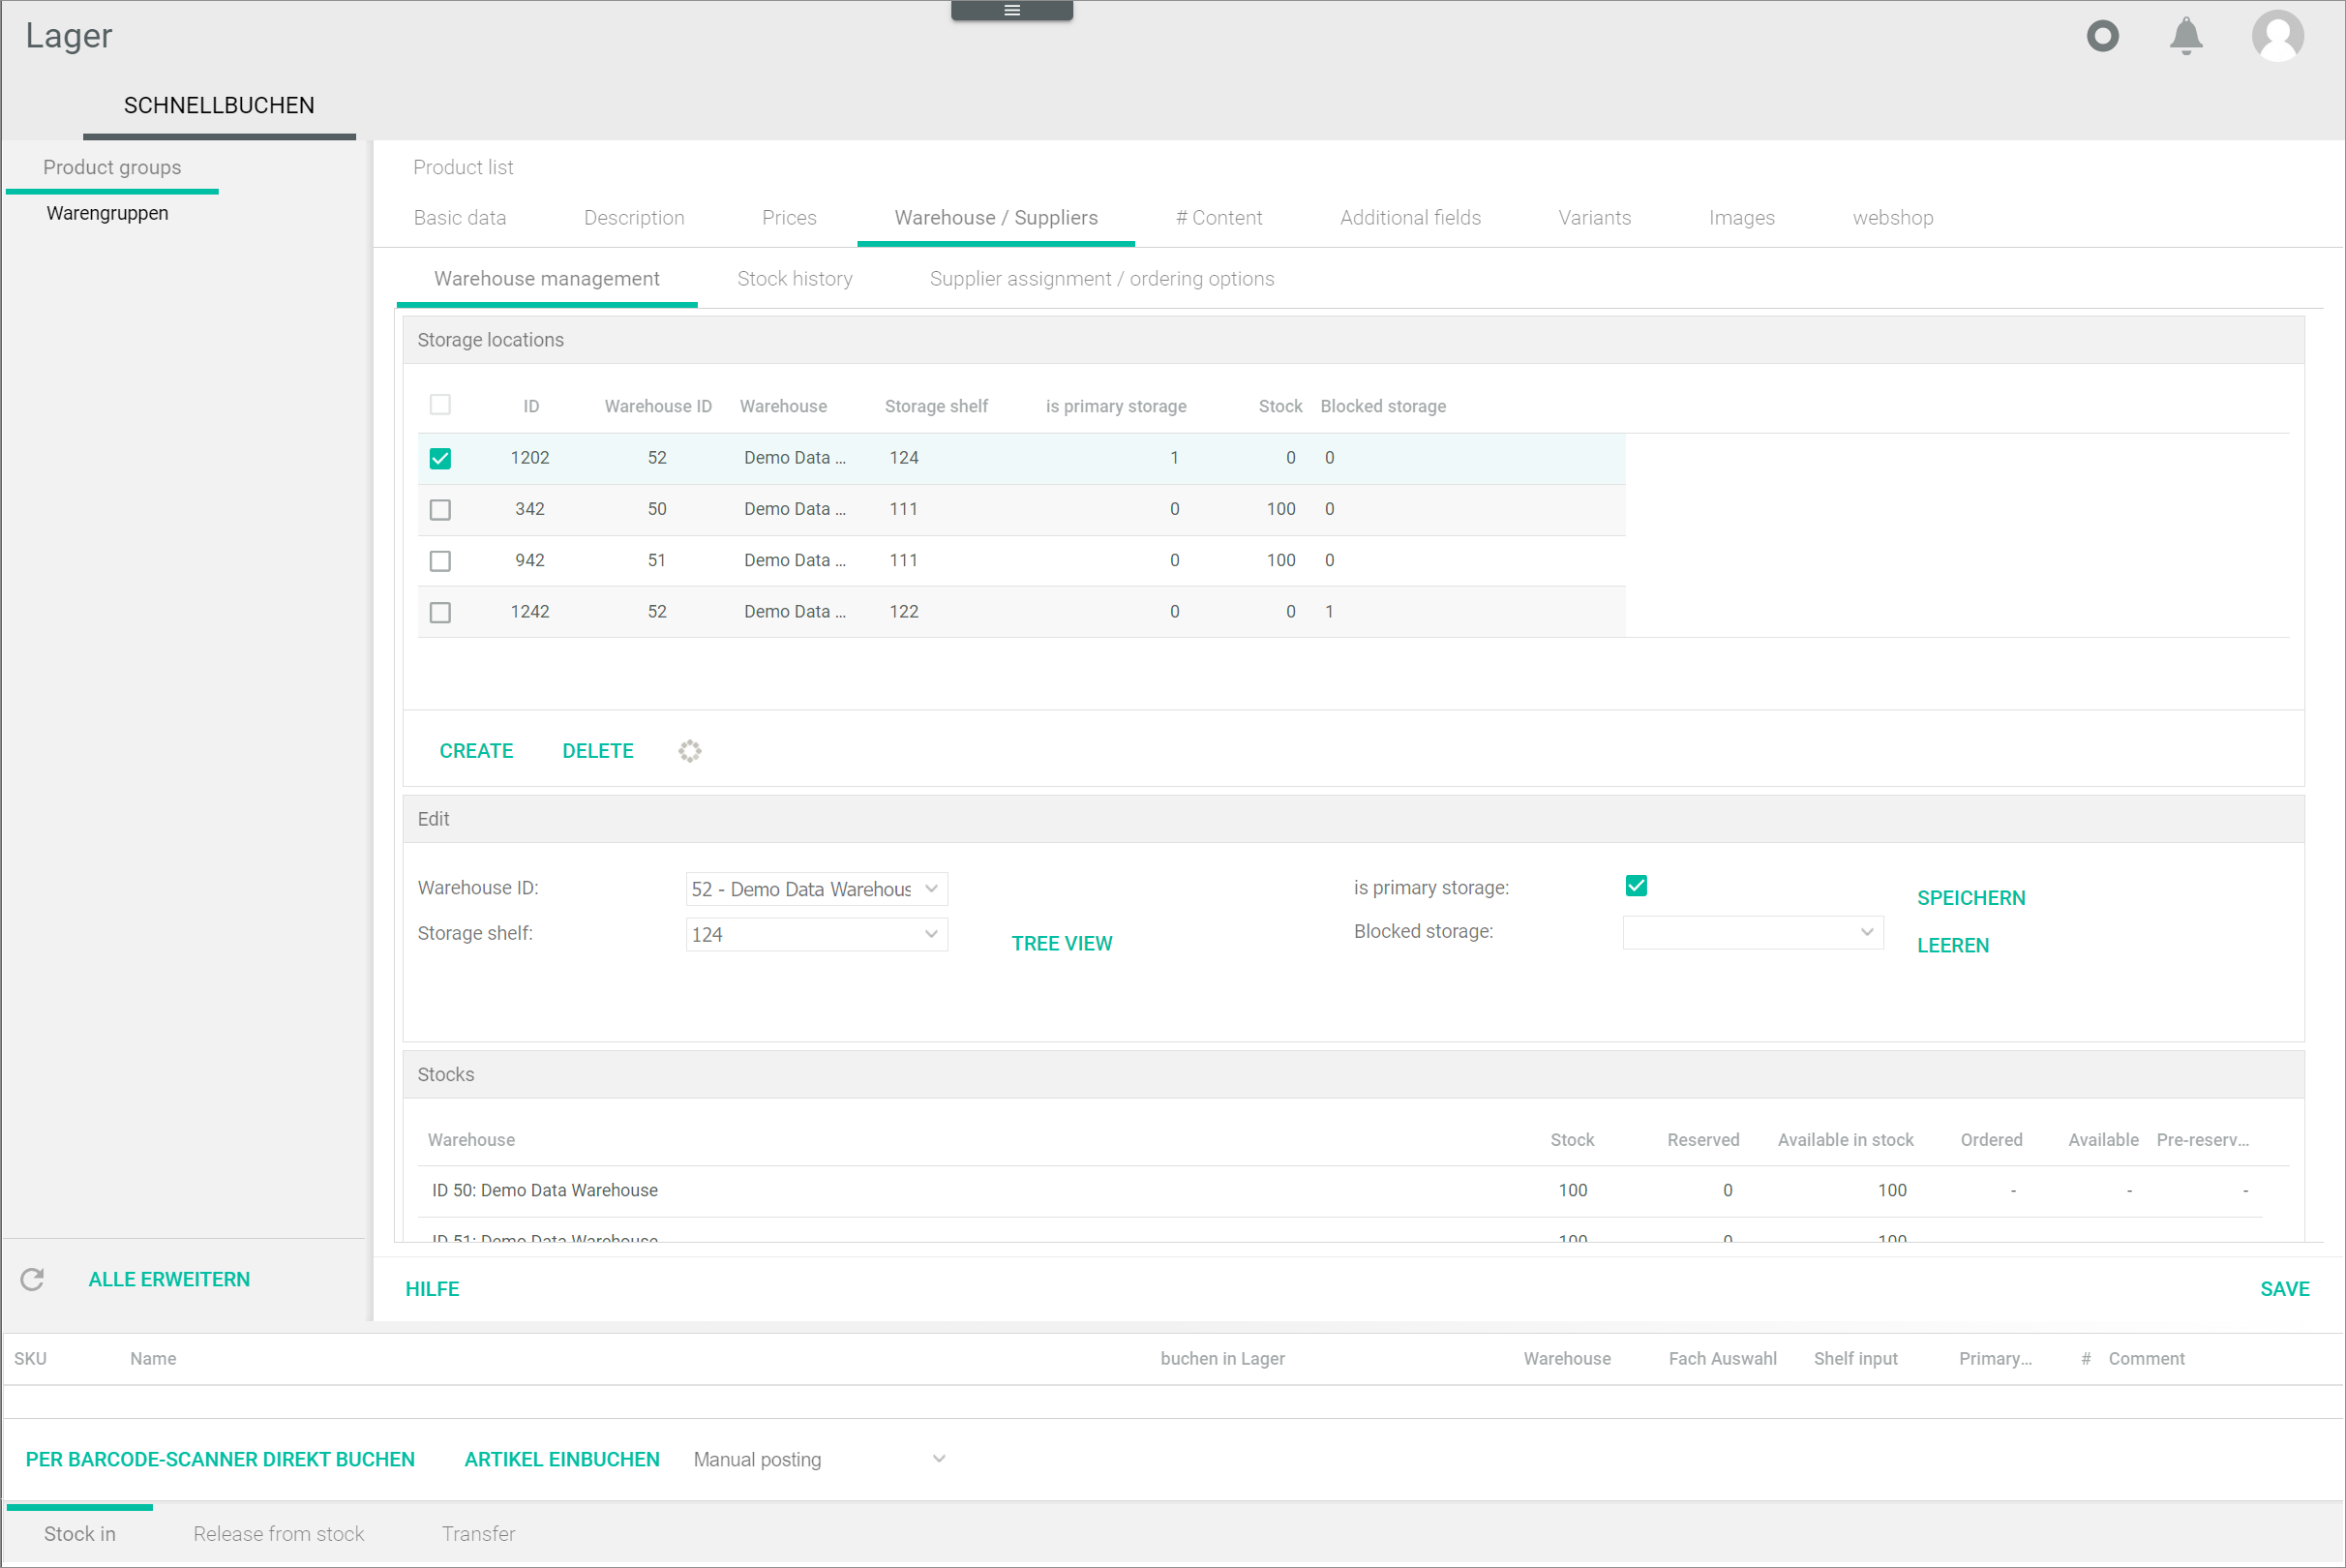 Lager
SCHNELLBUCHEN
Product groups
Warengruppen
Product list
Basic data Description Prices Warehouse / Suppliers # Content Additional fields Variants Images webshop
Warehouse management Stock history Supplier assignment / ordering options
Storage locations
ID Warehouse ID Warehouse Storage shelf is primary storage Stock Blocked storage
1202 52 Demo Data ... 124 1 0 0
342 50 Demo Data ... 111 0 100 0
942 51 Demo Data ... 111 0 100 0
1242 52 Demo Data ... 122 0 0 1
CREATE DELETE
Edit
Warehouse ID: 52 - Demo Data Warehous is primary storage: SPEICHERN
Storage shelf: 124 TREE VIEW Blocked storage: LEEREN
Stocks
Warehouse Stock Reserved Available in stock Ordered Available Pre-reserv...
ID 50: Demo Data Warehouse 100 0 100 - - -
ID 51: Demo Data Warehouse 100 0 100
ALLE ERWEITERN
HILFE SAVE
SKU Name buchen in Lager Warehouse Fach Auswahl Shelf input Primary... # Comment
PER BARCODE-SCANNER DIREKT BUCHEN ARTIKEL EINBUCHEN Manual posting
Stock in Release from stock Transfer